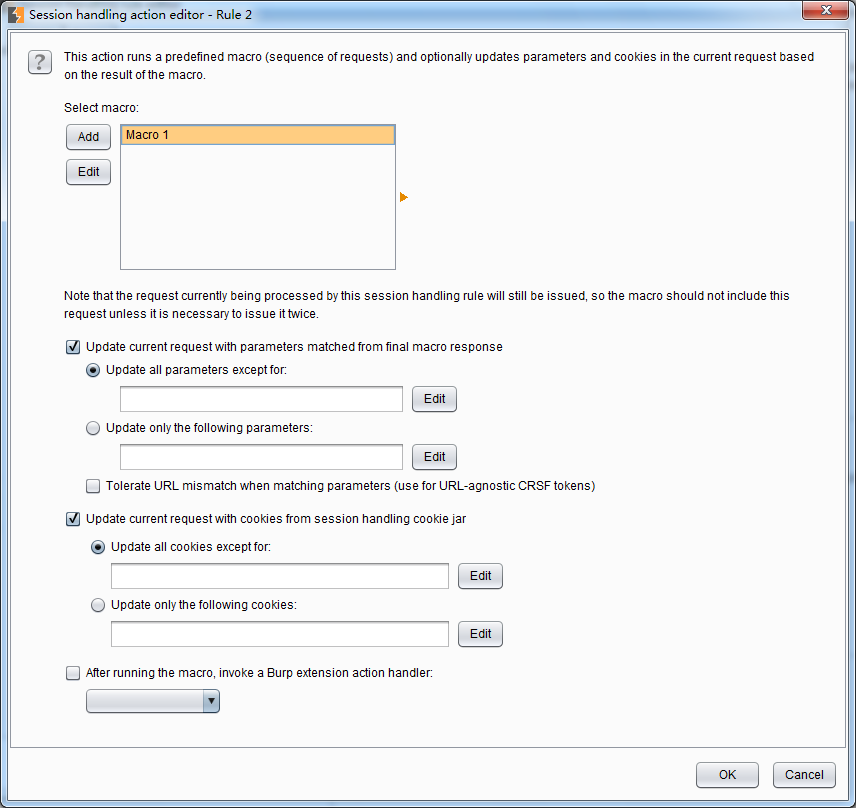 Session handling action editor - Rule 2
?
This action runs a predefined macro (sequence of requests) and optionally updates parameters and cookies in the current request based
on the result of the macro.
Select macro:
Add
Macro 1
Edit
Note that the request currently being processed by this session handling rule will still be issued, so the macro should not include this
request unless it is necessary to issue it twice.
Update current request with parameters matched from final macro response
Update all parameters except for:
Edit
Update only the following parameters:
Edit
Tolerate URL mismatch when matching parameters (use for URL-agnostic CRSF tokens)
Update current request with cookies from session handling cookie jar
Update all cookies except for:
Edit
Update only the following cookies:
Edit
After running the macro, invoke a Burp extension action handler:
OK
Cancel